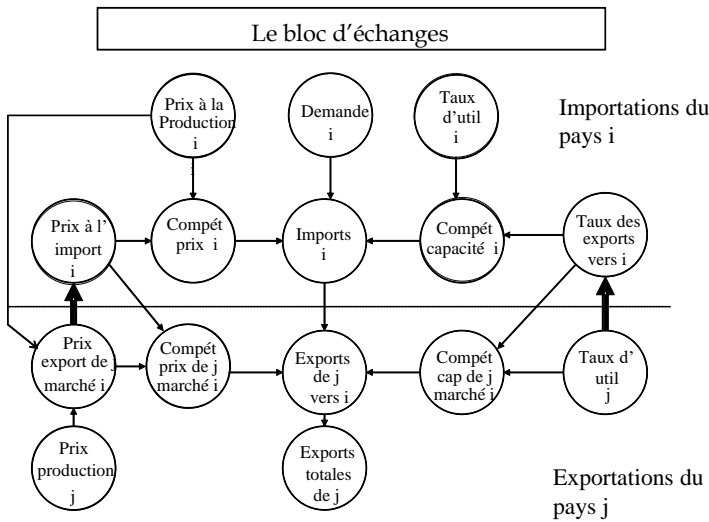 Le bloc d’échanges
Prix à la
Production
i
i
Demande
i
Taux
d’util
i
Importations du
pays i
Prix à l’
import
i
Compét
prix i
Imports
i
Compét
capacité i
Taux des
exports
vers i
Prix
export de j
marché i
Compét
prix de j
marché i
Exports
de j
vers i
Compét
cap de j
marché i
Taux d’
util
j
Prix
production
j
Exports
totales
de j
Exportations du
pays j